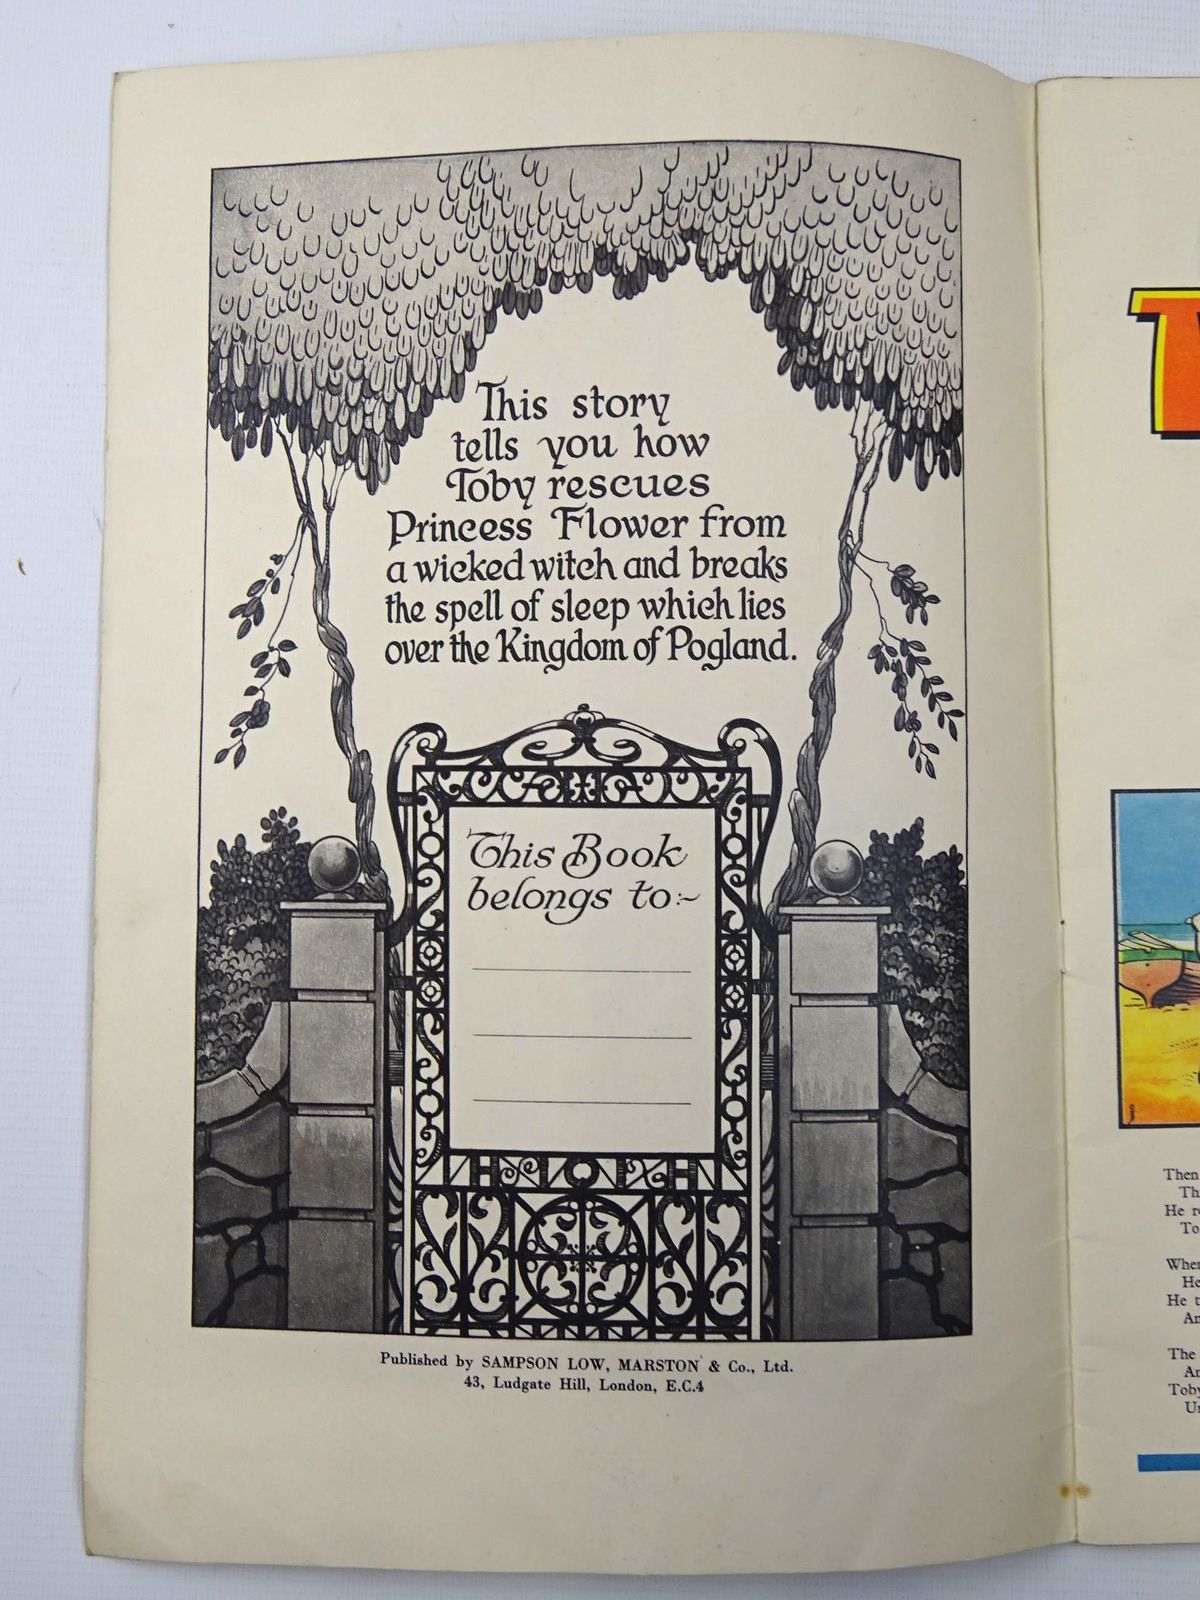 This story
tells you how
Toby rescues
Princess Flower from
a wicked witch and breaks
the spell of sleep which lies
over the Kingdom of Pogland.
This Book
belongs to:~
Published by SAMPSON LOW, MARSTON & Co., Ltd.
43, Ludgate Hill, London, E.C.4
Then
He
When
He
He
The
Toby